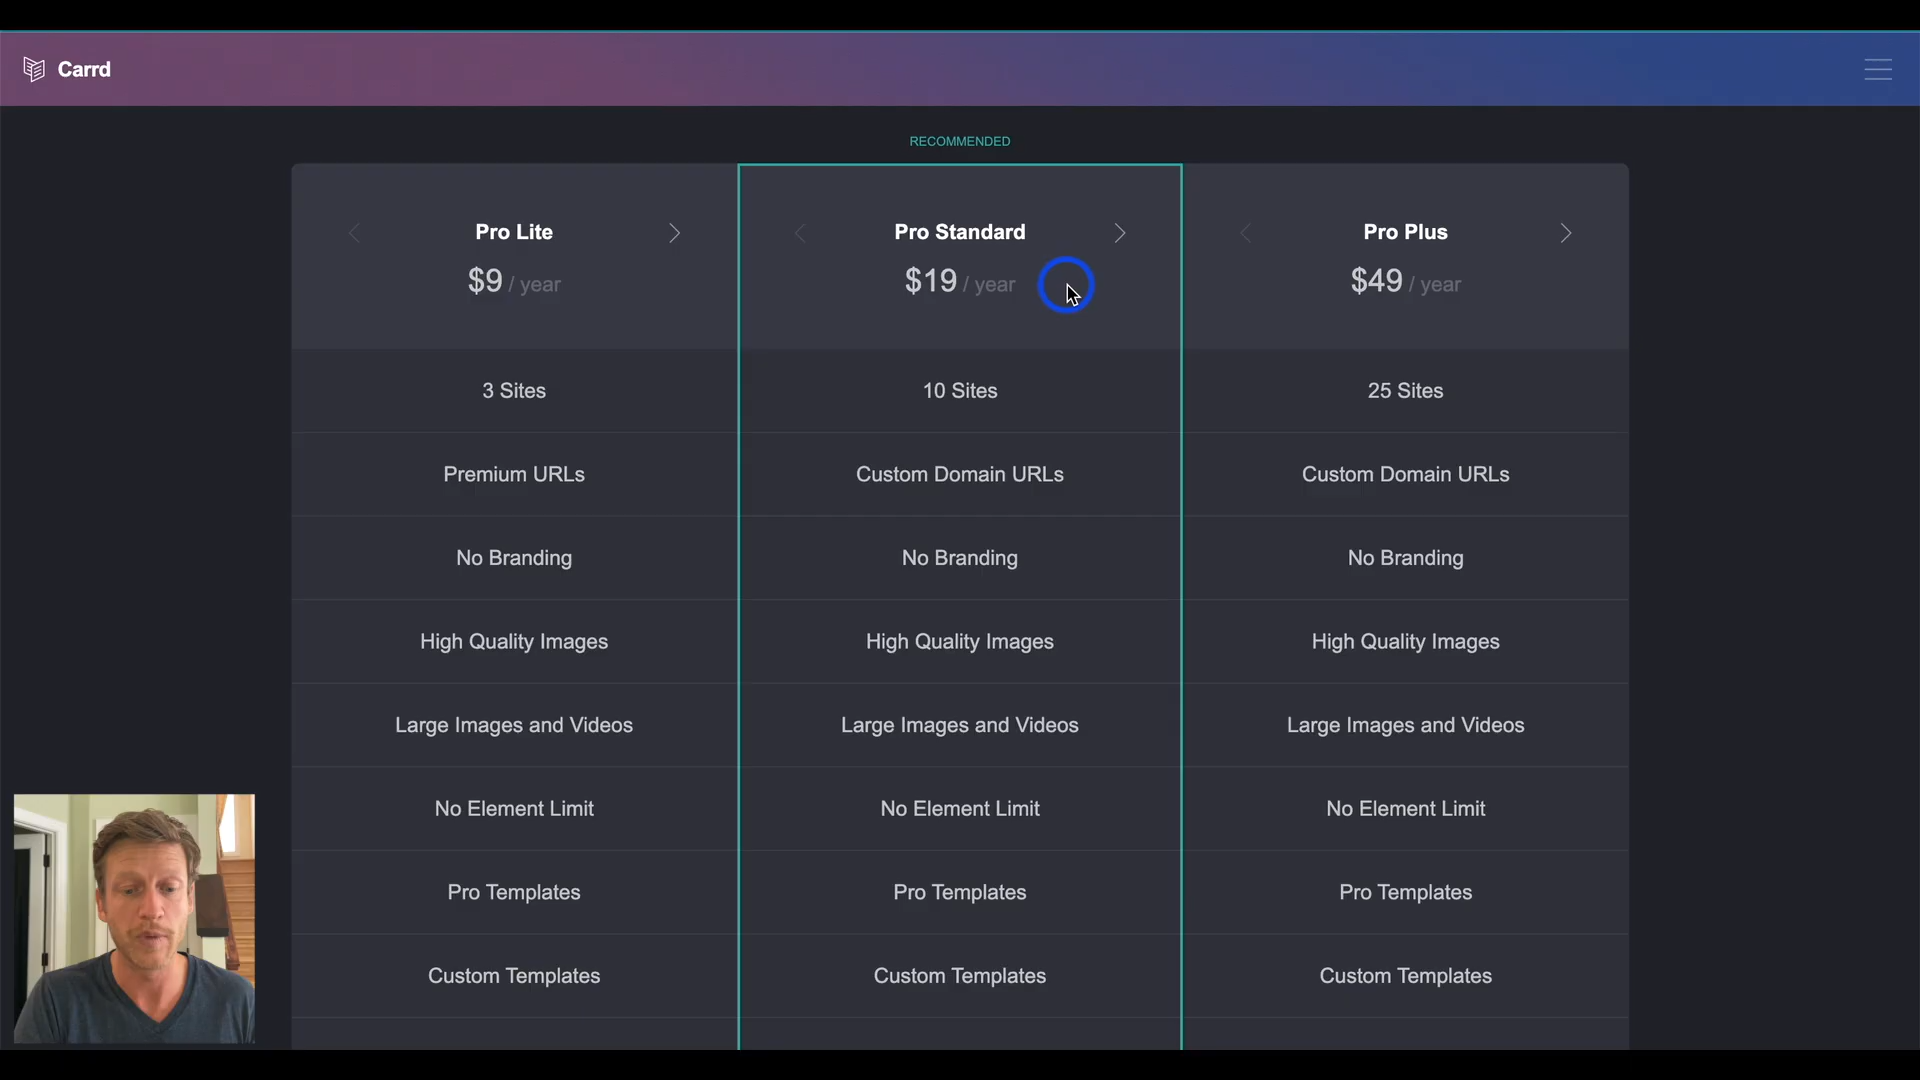 Carrd
RECOMMENDED
Pro Lite
$9 / year
3 Sites
Premium URLs
No Branding
High Quality Images
Large Images and Videos
No Element Limit
Pro Templates
Custom Templates
Pro Standard
$19 / year
10 Sites
Custom Domain URLs
No Branding
High Quality Images
Large Images and Videos
No Element Limit
Pro Templates
Custom Templates
Pro Plus
$49 / year
25 Sites
Custom Domain URLs
No Branding
High Quality Images
Large Images and Videos
No Element Limit
Pro Templates
Custom Templates